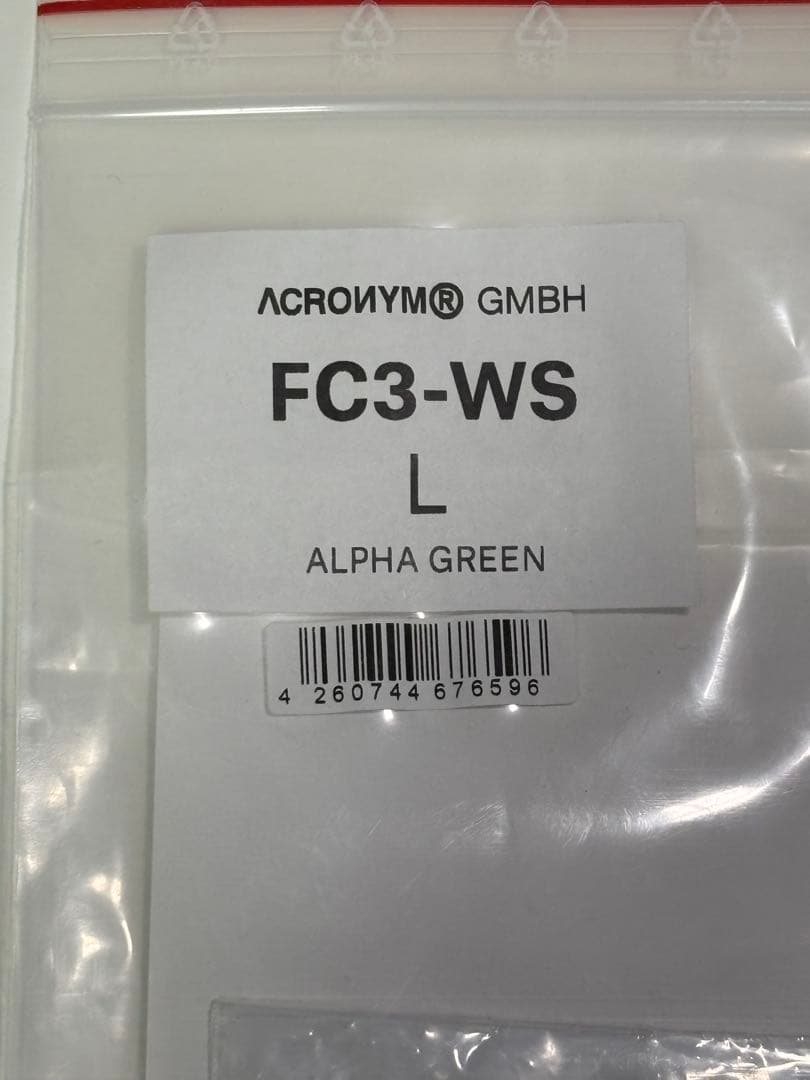 ACRONYM® GMBH
FC3-WS
L
ALPHA GREEN
4 260744 676596